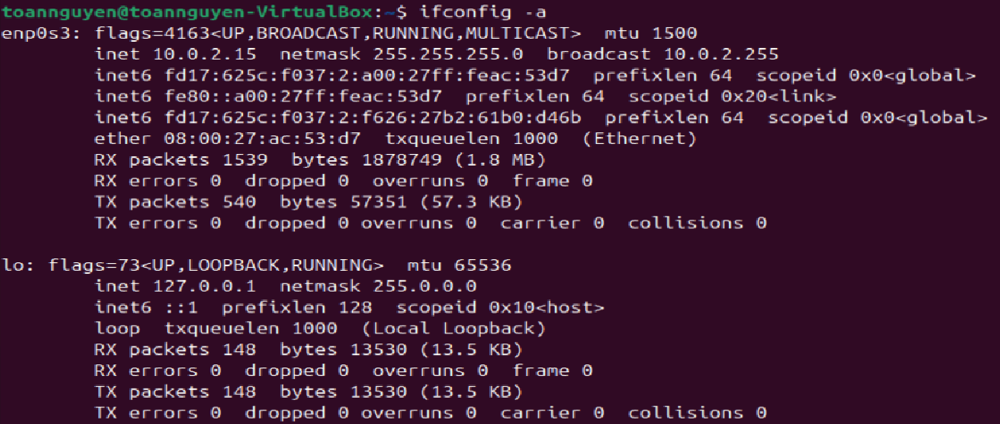 toannguyen@toannguyen-VirtualBox:~$ ifconfig -a
enp0s3: flags=4163<UP,BROADCAST,RUNNING,MULTICAST>  mtu 1500
        inet 10.0.2.15  netmask 255.255.255.0  broadcast 10.0.2.255
        inet6 fd17:625c:f037:2:a00:27ff:feac:53d7  prefixlen 64  scopeid 0x0<global>
        inet6 fe80::a00:27ff:feac:53d7  prefixlen 64  scopeid 0x20<link>
        inet6 fd17:625c:f037:2:f626:27b2:61b0:d46b  prefixlen 64  scopeid 0x0<global>
        ether 08:00:27:ac:53:d7  txqueuelen 1000  (Ethernet)
        RX packets 1539  bytes 1878749 (1.8 MB)
        RX errors 0  dropped 0  overruns 0  frame 0
        TX packets 540  bytes 57351 (57.3 KB)
        TX errors 0  dropped 0 overruns 0  carrier 0  collisions 0

lo: flags=73<UP,LOOPBACK,RUNNING>  mtu 65536
        inet 127.0.0.1  netmask 255.0.0.0
        inet6 ::1  prefixlen 128  scopeid 0x10<host>
        loop  txqueuelen 1000  (Local Loopback)
        RX packets 148  bytes 13530 (13.5 KB)
        RX errors 0  dropped 0  overruns 0  frame 0
        TX packets 148  bytes 13530 (13.5 KB)
        TX errors 0  dropped 0 overruns 0  carrier 0  collisions 0